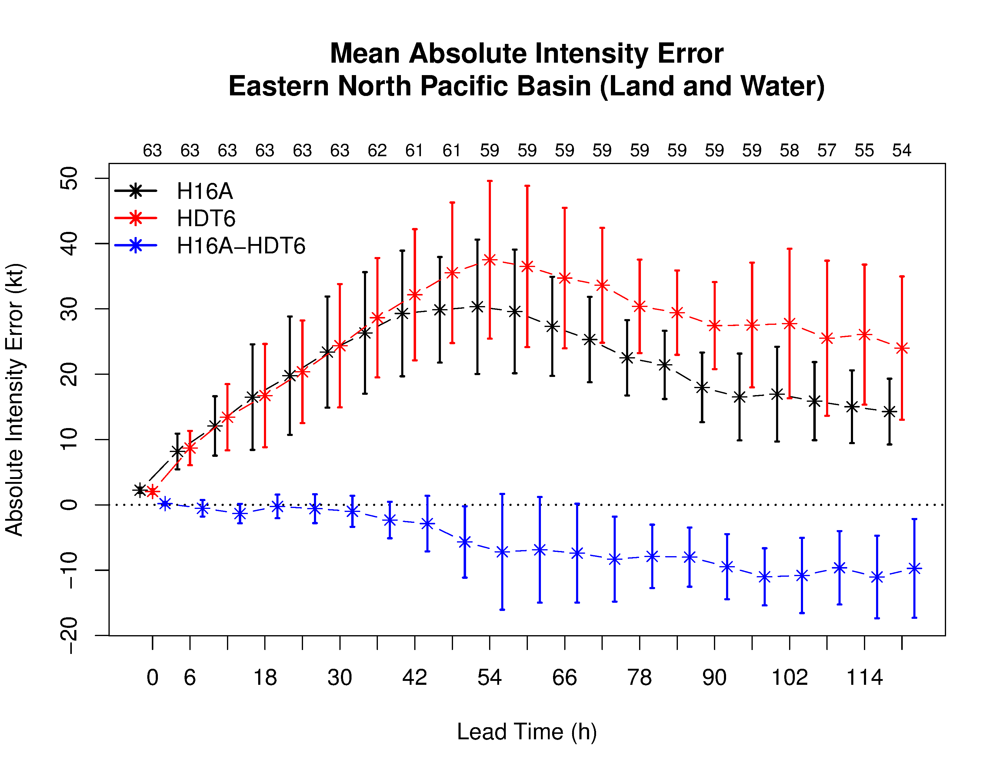 Mean Absolute Intensity Error
Eastern North Pacific Basin (Land and Water)
63 63 63 63 63 63 62 61 61 59 59 59 59 59 59 59 59 58 57 55 54
H16A
HDT6
H16A−HDT6
Absolute Intensity Error (kt)
50
40
30
20
10
0
−10
−20
0 6 18 30 42 54 66 78 90 102 114
Lead Time (h)